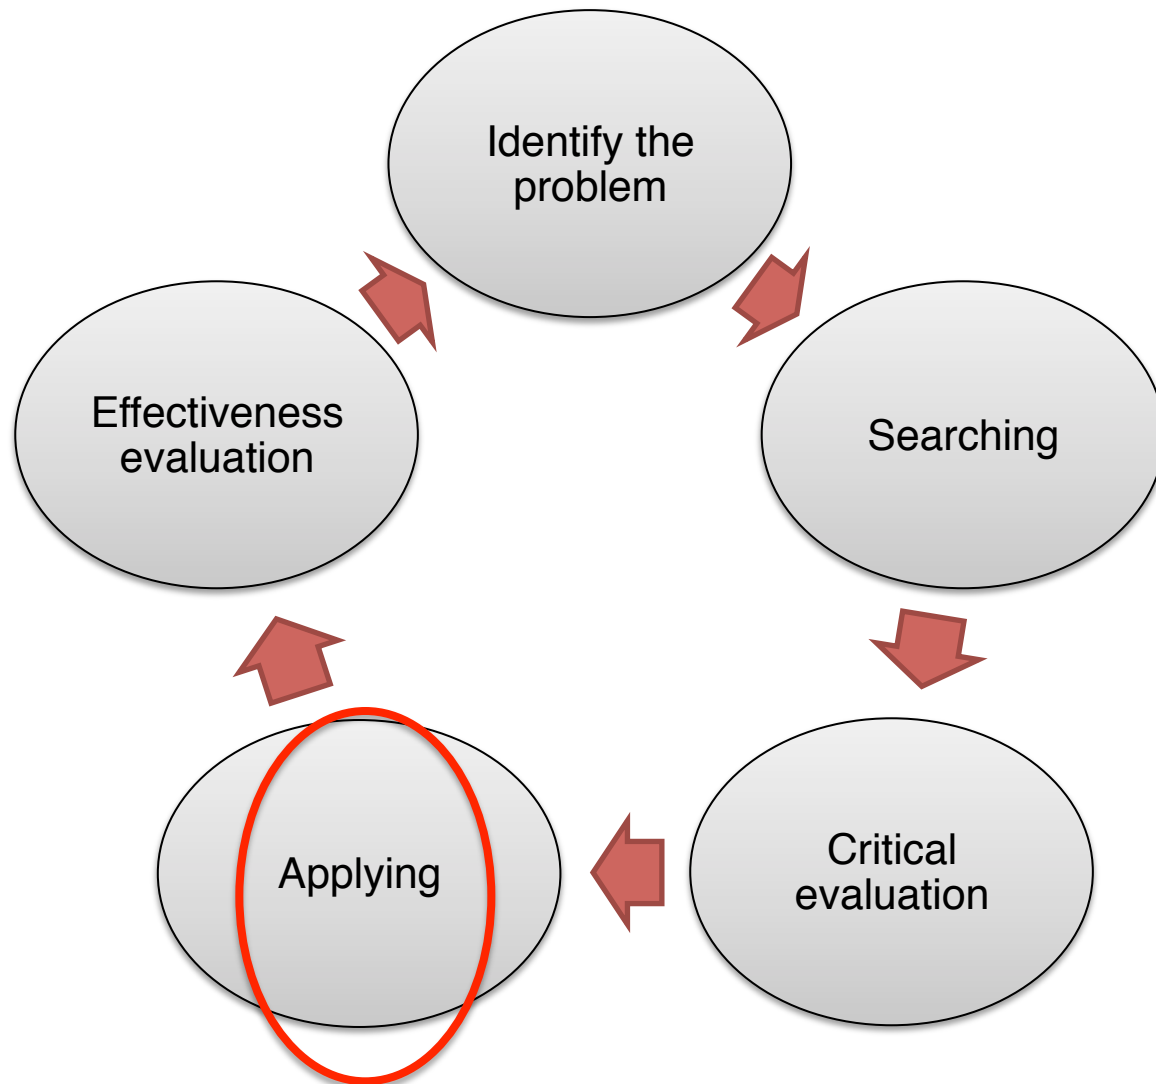 Identify the
problem
Searching
Critical
evaluation
Applying
Effectiveness
evaluation